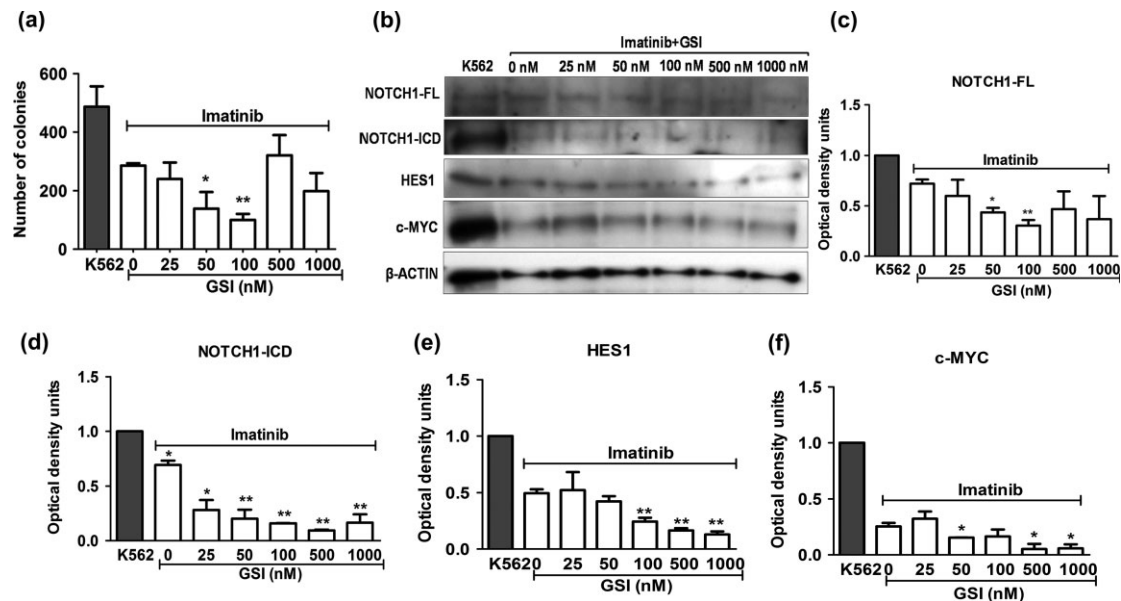 (a)
Number of colonies
600
400
200
0
Imatinib
*
**
K562 0 25 50 100 500 1000
GSI (nM)
(b)
Imatinib+GSI
K562 0 nM 25 nM 50 nM 100 nM 500 nM 1000 nM
NOTCH1-FL
NOTCH1-ICD
HES1
c-MYC
β-ACTIN
(c)
NOTCH1-FL
Optical density units
1.5
1.0
0.5
0.0
Imatinib
*
**
K562 0 25 50 100 500 1000
GSI (nM)
(d)
NOTCH1-ICD
Optical density units
1.5
1.0
0.5
0.0
Imatinib
*
* ** ** ** **
K562 0 25 50 100 500 1000
GSI (nM)
(e)
HES1
Optical density units
1.5
1.0
0.5
0.0
Imatinib
** ** **
K562 0 25 50 100 500 1000
GSI (nM)
(f)
c-MYC
Optical density units
1.5
1.0
0.5
0.0
Imatinib
* * *
K562 0 25 50 100 500 1000
GSI (nM)